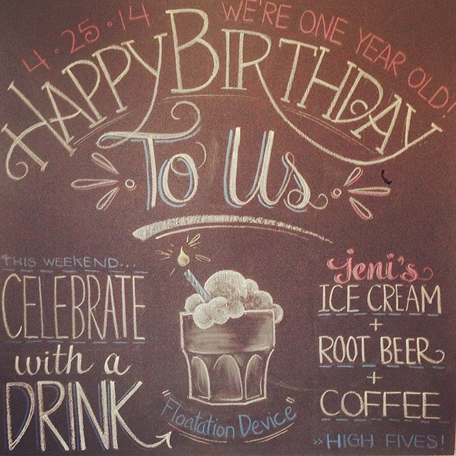 4·25·14
WE'RE ONE YEAR OLD!
HAPPY BIRTHDAY
To Us
THIS WEEKEND...
CELEBRATE
with a
DRINK
"Floatation Device"
Jeni's
ICE CREAM
+
ROOT BEER
+
COFFEE
»HIGH FIVES!